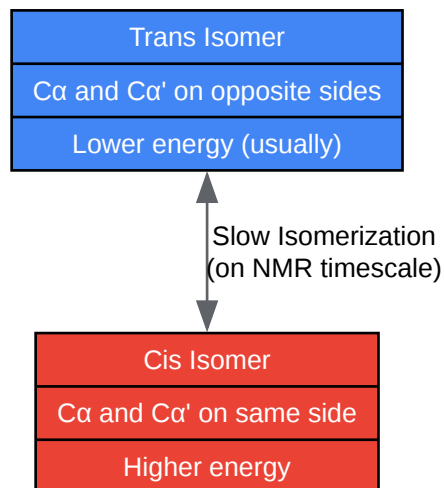 Trans Isomer
Cα and Cα' on opposite sides
Lower energy (usually)
Slow Isomerization
(on NMR timescale)
Cis Isomer
Cα and Cα' on same side
Higher energy